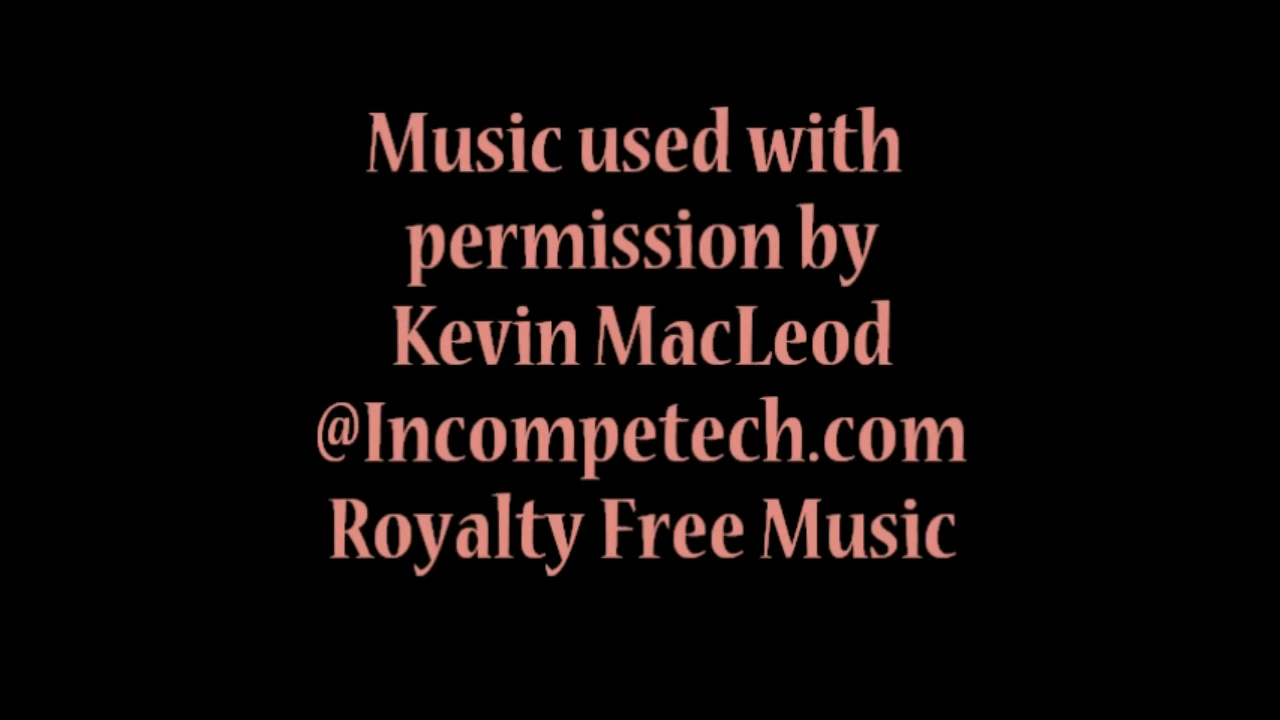 Music used with
permission by
Kevin MacLeod
@Incompetech.com
Royalty Free Music